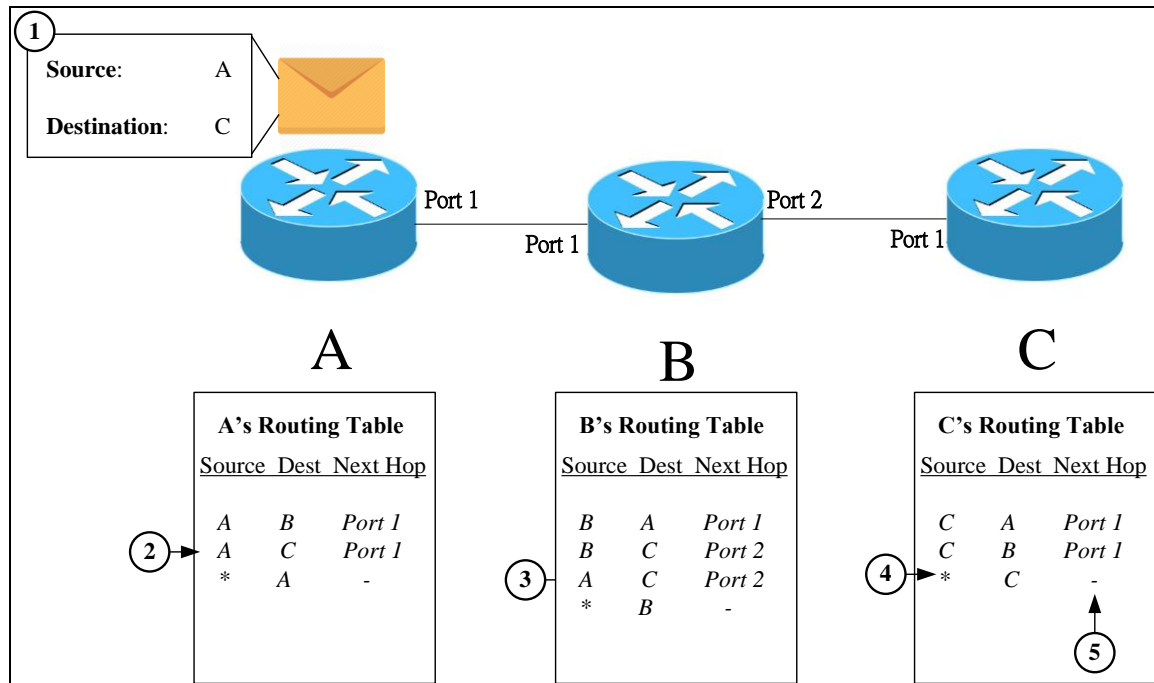 1
Source: A
Destination: C
Port 1
Port 1
Port 2
Port 1
A
B
C
A's Routing Table
Source Dest Next Hop
A B Port 1
2
A C Port 1
* A -
B's Routing Table
Source Dest Next Hop
B A Port 1
B C Port 2
3
A C Port 2
* B -
C's Routing Table
Source Dest Next Hop
C A Port 1
C B Port 1
4
* C -
5